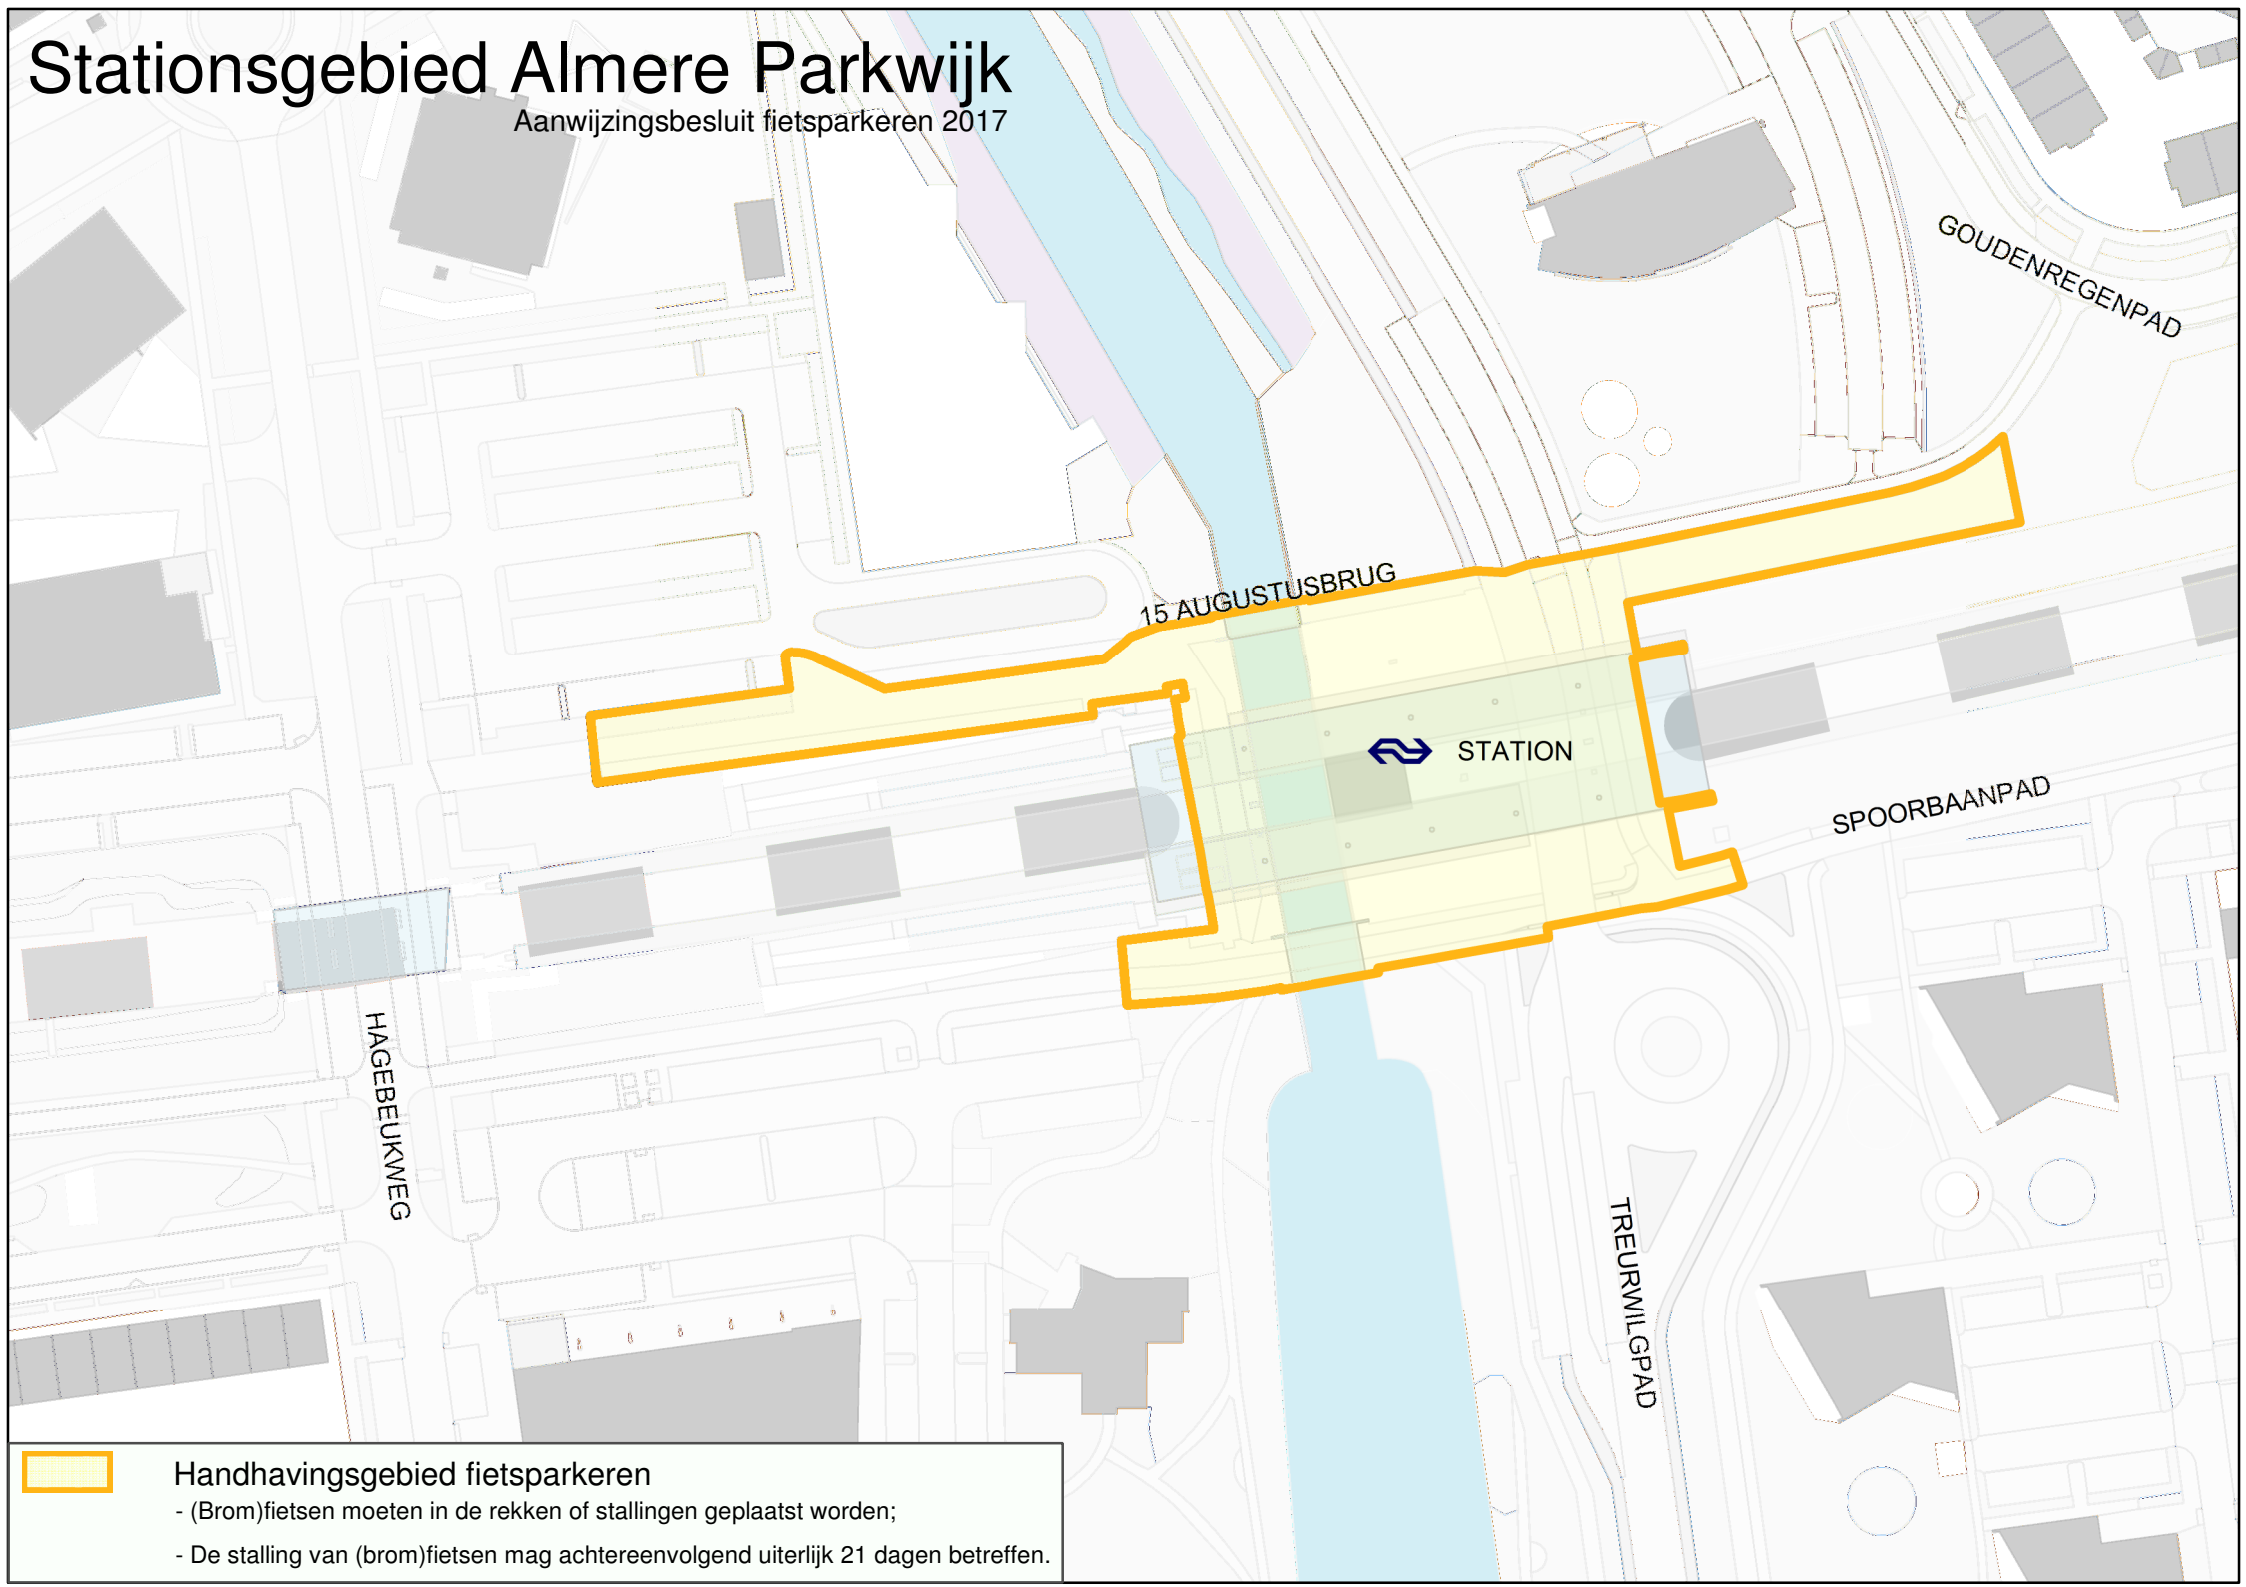 Stationsgebied Almere Parkwijk
Aanwijzingsbesluit fietsparkeren 2017
GOUDENREGENPAD
15 AUGUSTUSBRUG
STATION
SPOORBAANPAD
HAGEBEUKWEG
TREURWILGPAD
Handhavingsgebied fietsparkeren
- (Brom)fietsen moeten in de rekken of stallingen geplaatst worden;
- De stalling van (brom)fietsen mag achtereenvolgend uiterlijk 21 dagen betreffen.